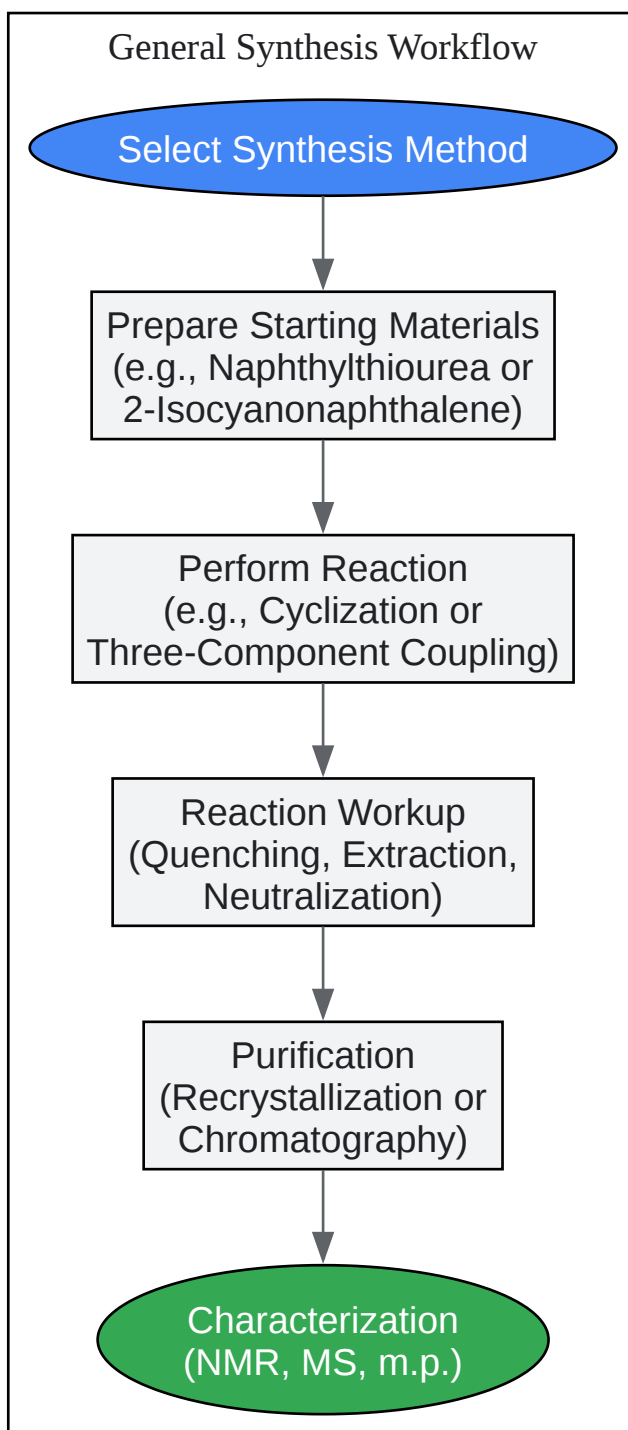 General Synthesis Workflow
Select Synthesis Method
Prepare Starting Materials
(e.g., Naphthylthiourea or
2-Isocyanonaphthalene)
Perform Reaction
(e.g., Cyclization or
Three-Component Coupling)
Reaction Workup
(Quenching, Extraction,
Neutralization)
Purification
(Recrystallization or
Chromatography)
Characterization
(NMR, MS, m.p.)